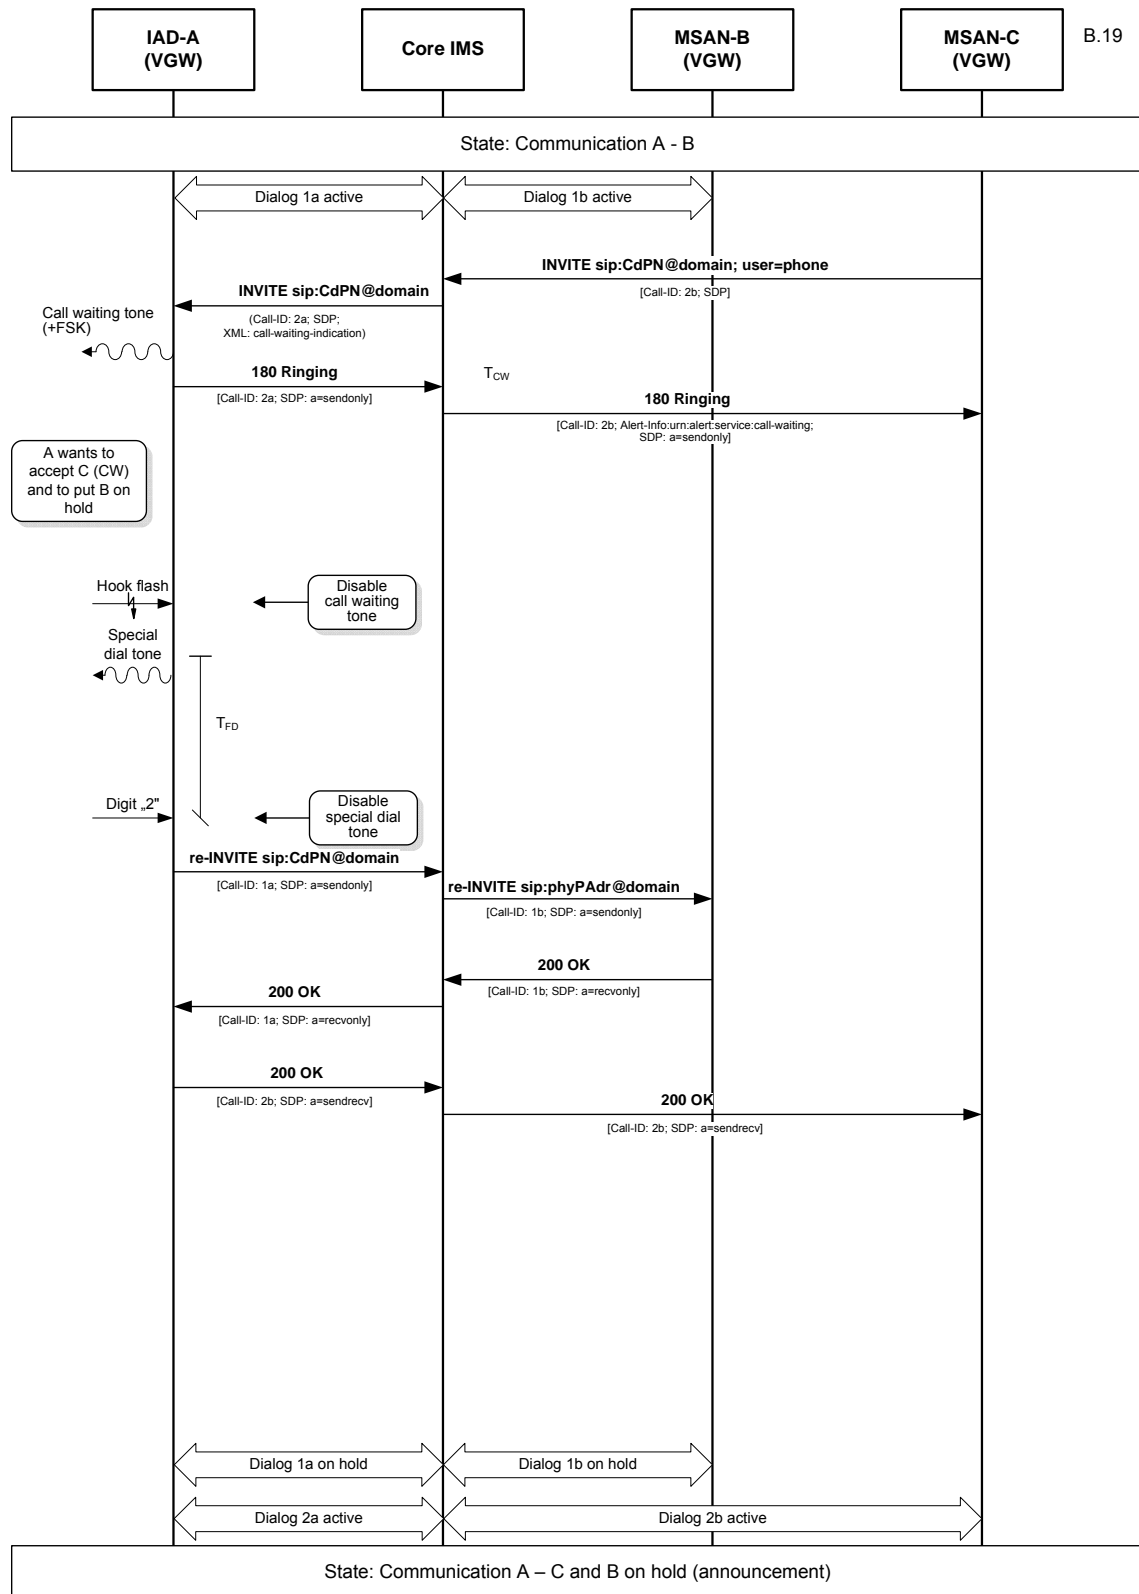 IAD-A
(VGW)
Core IMS
MSAN-B
(VGW)
MSAN-C
(VGW)
B.19
State: Communication A - B
Dialog 1a active
Dialog 1b active
INVITE sip:CdPN@domain; user=phone
[Call-ID: 2b; SDP]
INVITE sip:CdPN@domain
(Call-ID: 2a; SDP;
XML: call-waiting-indication)
Call waiting tone
(+FSK)
180 Ringing
[Call-ID: 2a; SDP: a=sendonly]
TCW
180 Ringing
[Call-ID: 2b; Alert-Info:urn:alert:service:call-waiting;
SDP: a=sendonly]
A wants to
accept C (CW)
and to put B on
hold
Hook flash
Disable
call waiting
tone
Special
dial tone
TFD
Digit „2"
Disable
special dial
tone
re-INVITE sip:CdPN@domain
[Call-ID: 1a; SDP: a=sendonly]
re-INVITE sip:phyPAdr@domain
[Call-ID: 1b; SDP: a=sendonly]
200 OK
[Call-ID: 1b; SDP: a=recvonly]
200 OK
[Call-ID: 1a; SDP: a=recvonly]
200 OK
[Call-ID: 2b; SDP: a=sendrecv]
200 OK
[Call-ID: 2b; SDP: a=sendrecv]
Dialog 1a on hold
Dialog 1b on hold
Dialog 2a active
Dialog 2b active
State: Communication A – C and B on hold (announcement)